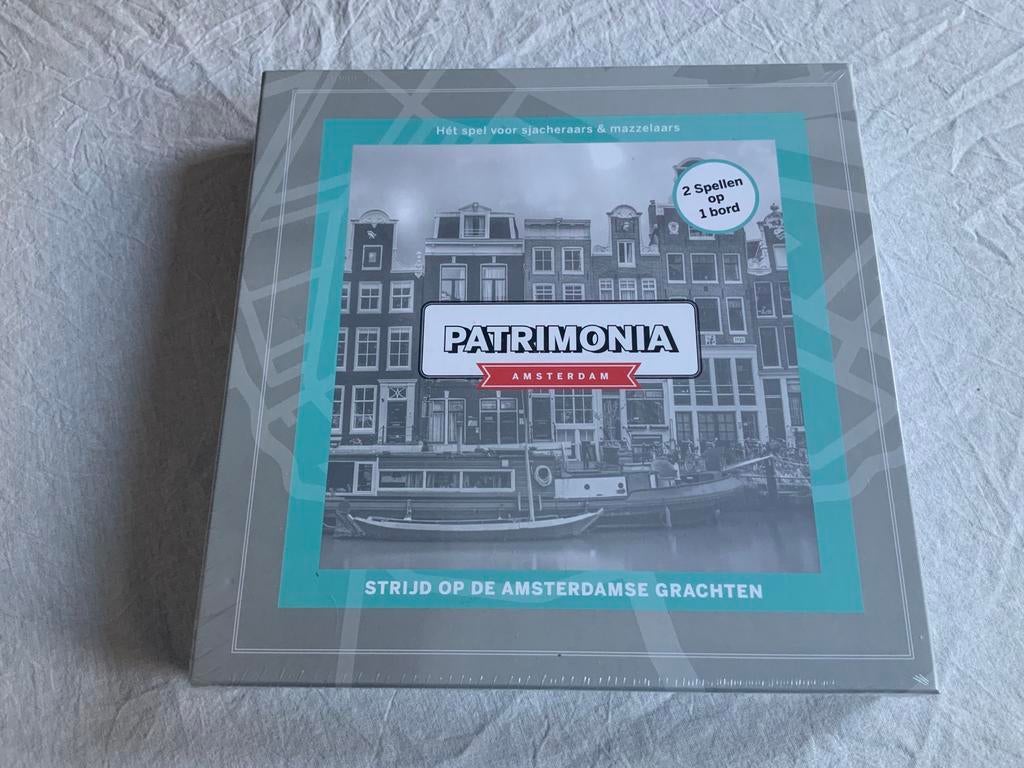 Hét spel voor sjacheraars & mazzelaars
2 Spellen
op
1 bord
PATRIMONIA
AMSTERDAM
STRIJD OP DE AMSTERDAMSE GRACHTEN